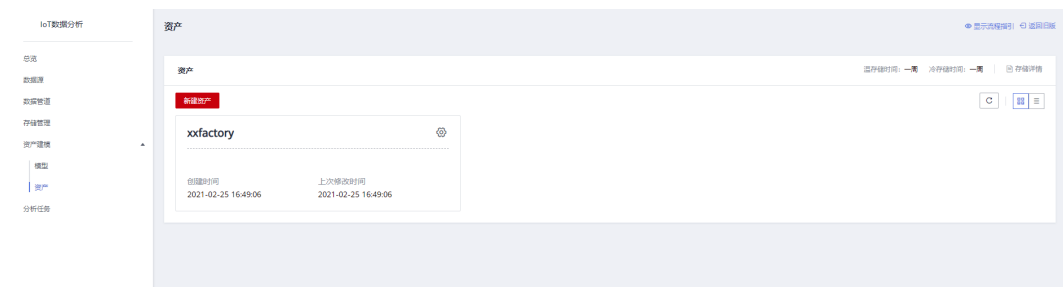 IoT数据分析
总览
数据源
数据管道
存储管理
资产建模
模型
资产
分析任务
资产
显示流程指引 返回旧版
资产
温存储时间: 一周 冷存储时间: 一周 存储详情
新建资产
xxfactory
创建时间 上次修改时间
2021-02-25 16:49:06 2021-02-25 16:49:06